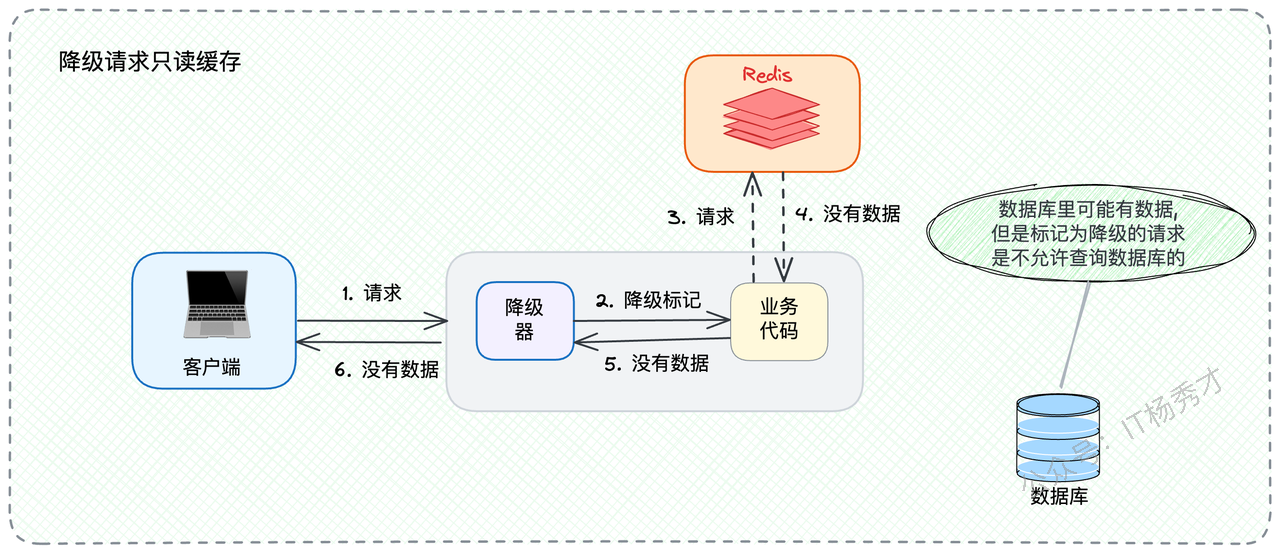 降级请求只读缓存
Redis
3. 请求
4. 没有数据
数据库里可能有数据,
但是标记为降级的请求
是不允许查询数据库的
1. 请求
降级
器
2. 降级标记
业务
代码
客户端
6. 没有数据
5. 没有数据
公众号：IT杨秀才
数据库